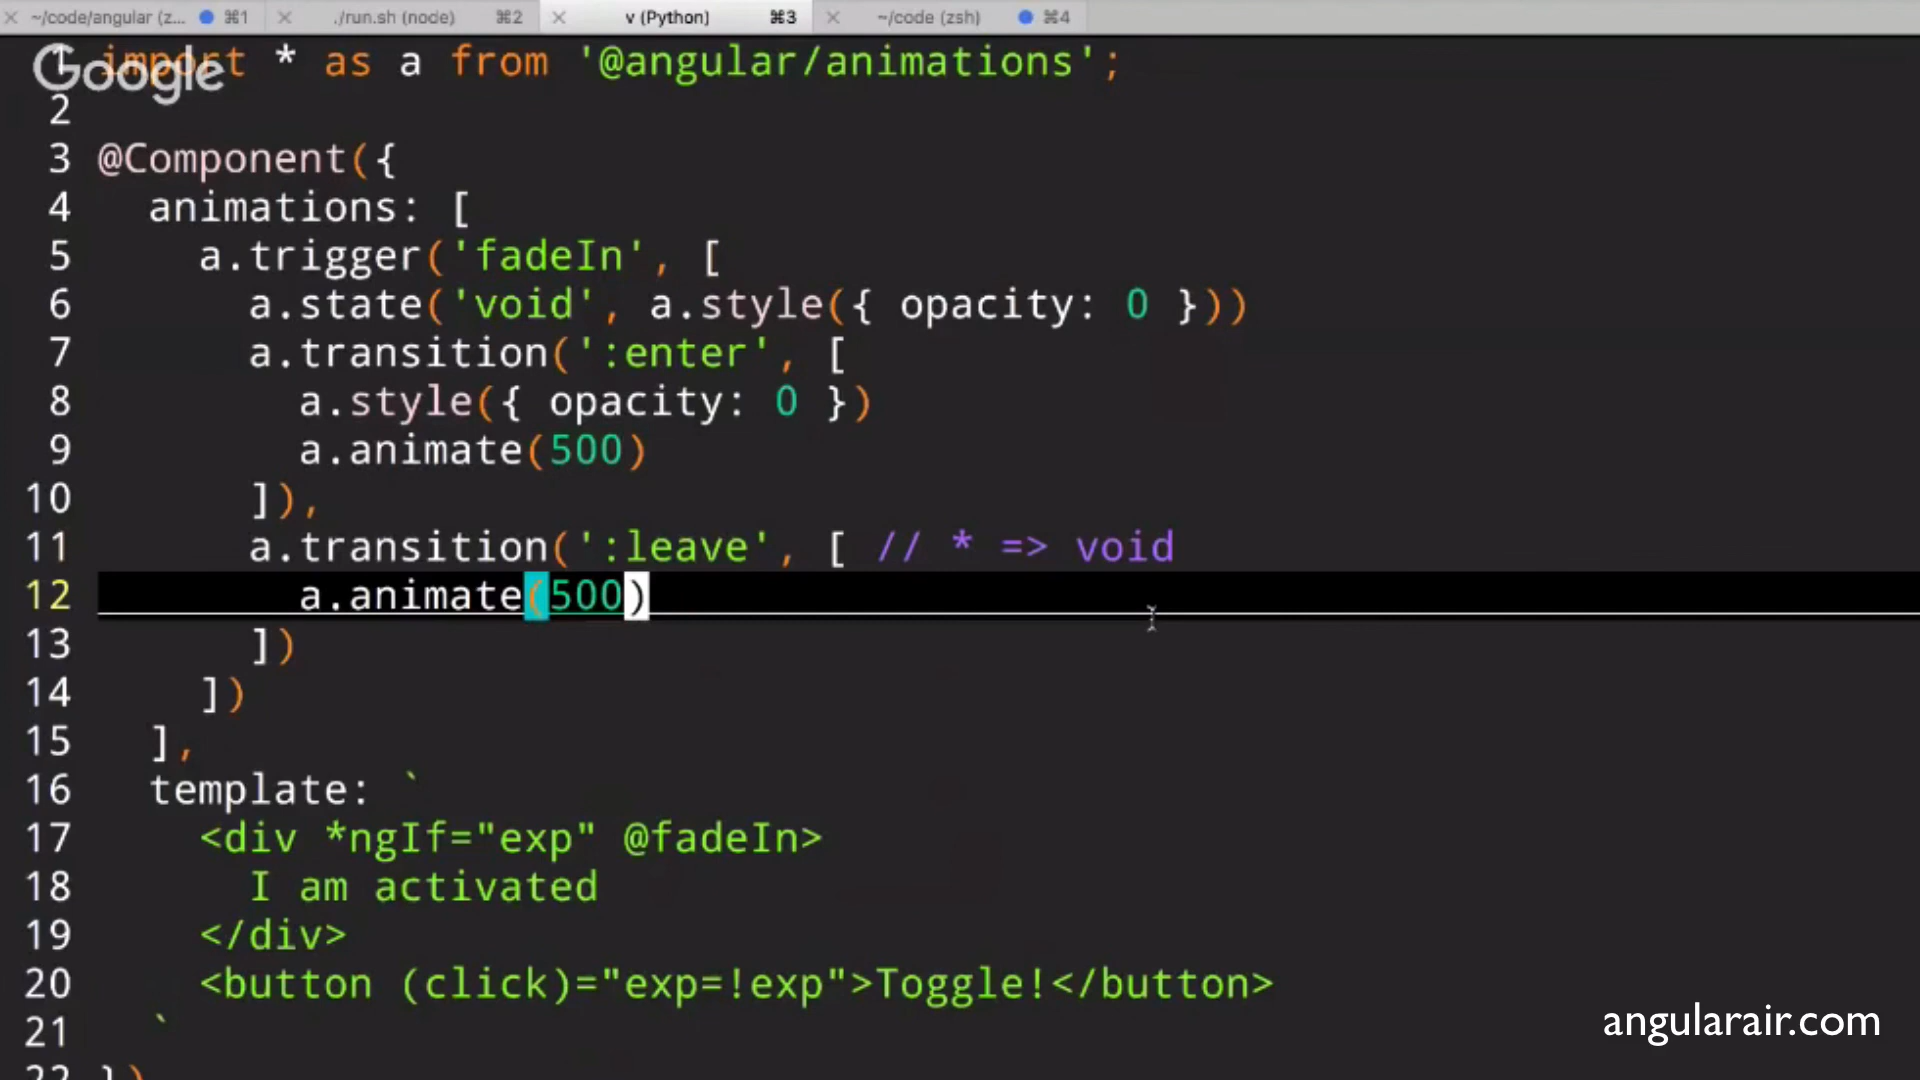 ~/code/angular (z... ⌘1 ./run.sh (node) ⌘2 v (Python) ⌘3 ~/code (zsh) ⌘4
Google
1 import * as a from '@angular/animations';
2
3 @Component({
4 animations: [
5 a.trigger('fadeIn', [
6 a.state('void', a.style({ opacity: 0 }))
7 a.transition(':enter', [
8 a.style({ opacity: 0 })
9 a.animate(500)
10 ]),
11 a.transition(':leave', [ // * => void
12 a.animate(500)
13 ])
14 ])
15 ],
16 template: `
17 <div *ngIf="exp" @fadeIn>
18 I am activated
19 </div>
20 <button (click)="exp=!exp">Toggle!</button>
21 `
22 })
angularair.com